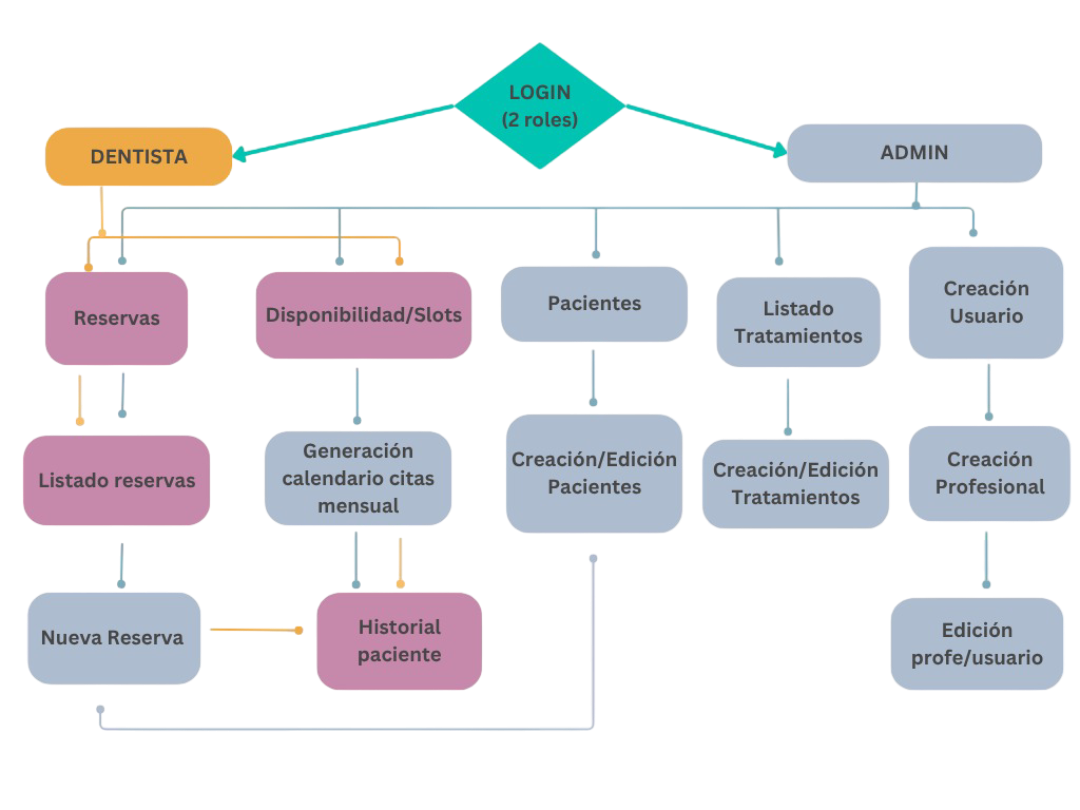 LOGIN
(2 roles)
DENTISTA
ADMIN
Reservas
Disponibilidad/Slots
Pacientes
Listado
Tratamientos
Creación
Usuario
Listado reservas
Generación
calendario citas
mensual
Creación/Edición
Pacientes
Creación/Edición
Tratamientos
Creación
Profesional
Nueva Reserva
Historial
paciente
Edición
profe/usuario